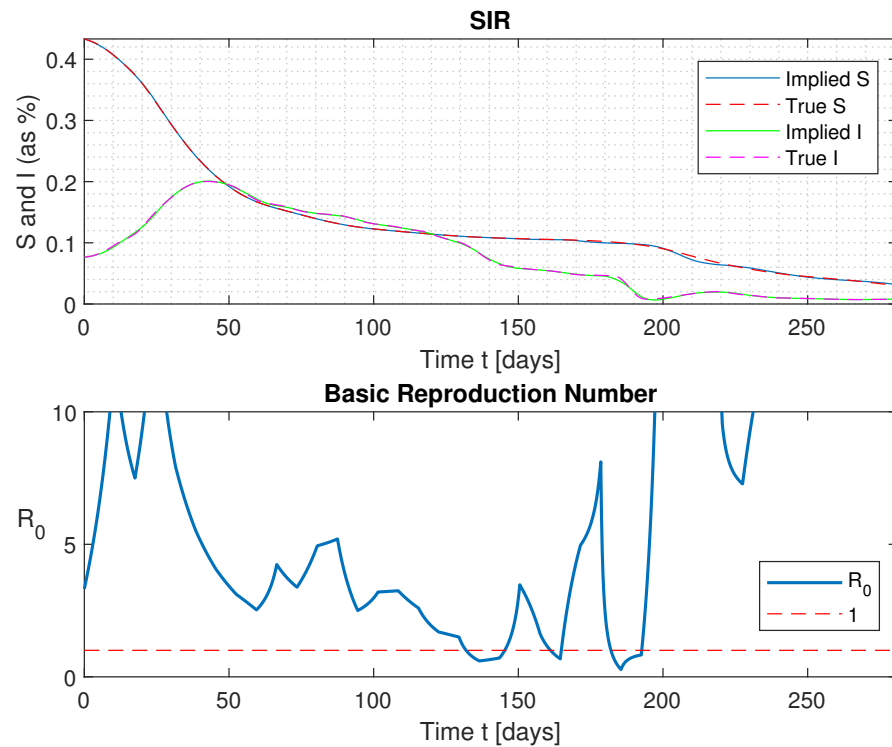 SIR
0.4
0.3
0.2
0.1
0
S and I (as %)
Implied S
True S
Implied I
True I
0 50 100 150 200 250
Time t [days]
Basic Reproduction Number
10
5
0
R0
R0
1
0 50 100 150 200 250
Time t [days]